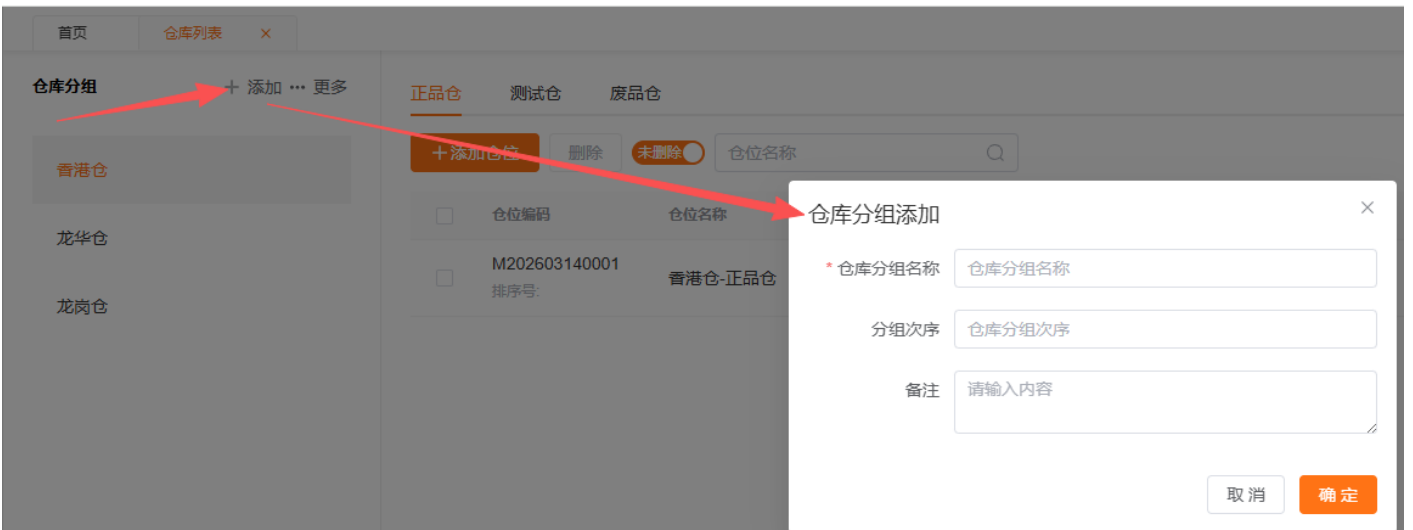 首页 仓库列表 ×
仓库分组 + 添加 ··· 更多
香港仓
龙华仓
龙岗仓
正品仓 测试仓 废品仓
+添加仓位 删除 未删除 仓位名称
仓位编码 仓位名称
M202603140001
排序号:
香港仓-正品仓
仓库分组添加 ×
* 仓库分组名称 仓库分组名称
分组次序 仓库分组次序
备注 请输入内容
取消 确定